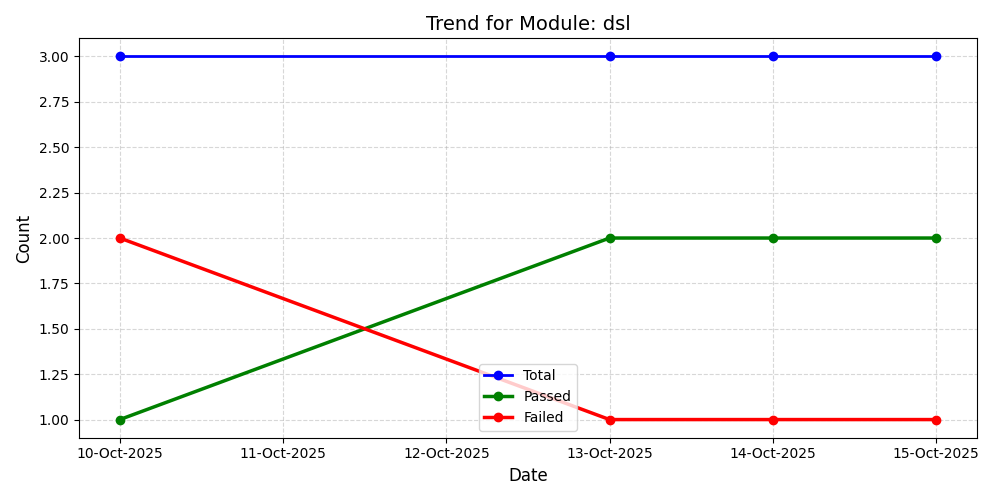 Trend for Module: dsl
Count
3.00
2.75
2.50
2.25
2.00
1.75
1.50
1.25
1.00
Total
Passed
Failed
10-Oct-2025 11-Oct-2025 12-Oct-2025 13-Oct-2025 14-Oct-2025 15-Oct-2025
Date